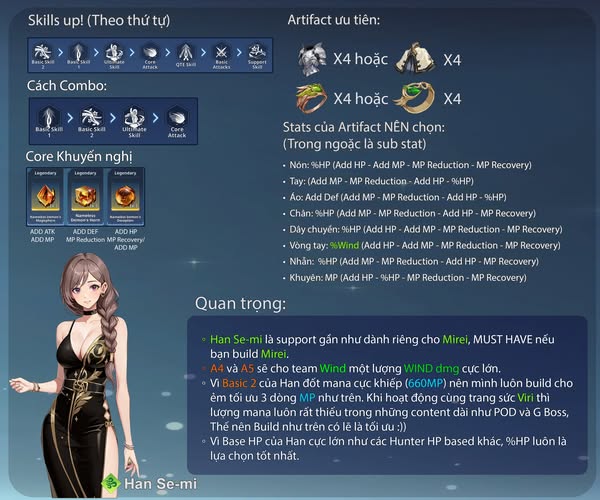 Skills up! (Theo thứ tự)
Basic Skill 2
Basic Skill 1
Ultimate Skill
Core Attack
QTE Skill
Basic Attacks
Support Skill
Cách Combo:
Basic Skill 1
Basic Skill 2
Ultimate Skill
Core Attack
Core Khuyến nghị
Legendary
Legendary
Legendary
Nameless Demon's Magisphere
Nameless Demon's Horn
Nameless Demon's Deception
ADD ATK
ADD MP
ADD DEF
MP Reduction
ADD HP
MP Recovery/
ADD MP
Artifact ưu tiên:
X4 hoặc
X4
X4 hoặc
X4
Stats của Artifact NÊN chọn:
(Trong ngoặc là sub stat)
• Nón: %HP (Add HP - Add MP - MP Reduction - MP Recovery)
• Tay: (Add MP - MP Reduction - Add HP - %HP)
• Áo: Add Def (Add MP - MP Reduction - Add HP - %HP)
• Chân: %HP (Add MP - Add HP - MP Reduction - MP Recovery)
• Dây chuyền: %HP (Add HP - Add MP - MP Reduction - MP Recovery)
• Vòng tay: %Wind (Add HP - Add MP - MP Reduction - MP Recovery)
• Nhẫn: %HP (Add MP - Add HP - MP Reduction - MP Recovery)
• Khuyên: MP (Add HP - %HP - MP Reduction - MP Recovery)
Quan trọng:
◦ Han Se-mi là support gần như dành riêng cho Mirei, MUST HAVE nếu
bạn build Mirei.
◦ A4 và A5 sẽ cho team Wind một lượng WIND dmg cực lớn.
◦ Vì Basic 2 của Han đốt mana cực khiếp (660MP) nên mình luôn build cho
ẻm tối ưu 3 dòng MP như trên. Khi hoạt động cùng trang sức Viri thì
lượng mana luôn rất thiếu trong những content dài như POD và G Boss,
Thế nên Build như trên có lẽ là tối ưu :))
◦ Vì Base HP của Han cực lớn như các Hunter HP based khác, %HP luôn là
lựa chọn tốt nhất.
Han Se-mi